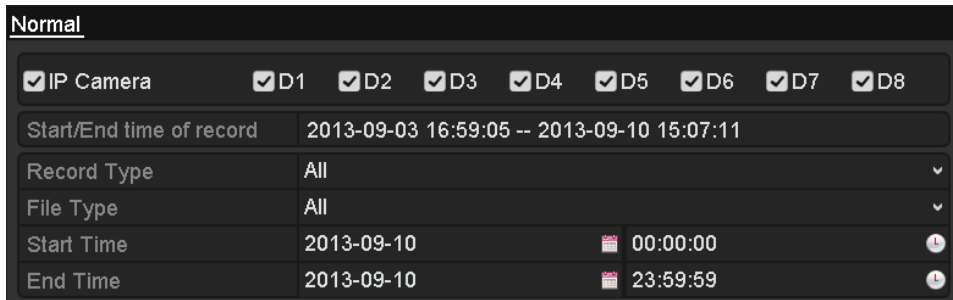 Normal
IP Camera D1 D2 D3 D4 D5 D6 D7 D8
Start/End time of record 2013-09-03 16:59:05 -- 2013-09-10 15:07:11
Record Type All
File Type All
Start Time 2013-09-10 00:00:00
End Time 2013-09-10 23:59:59